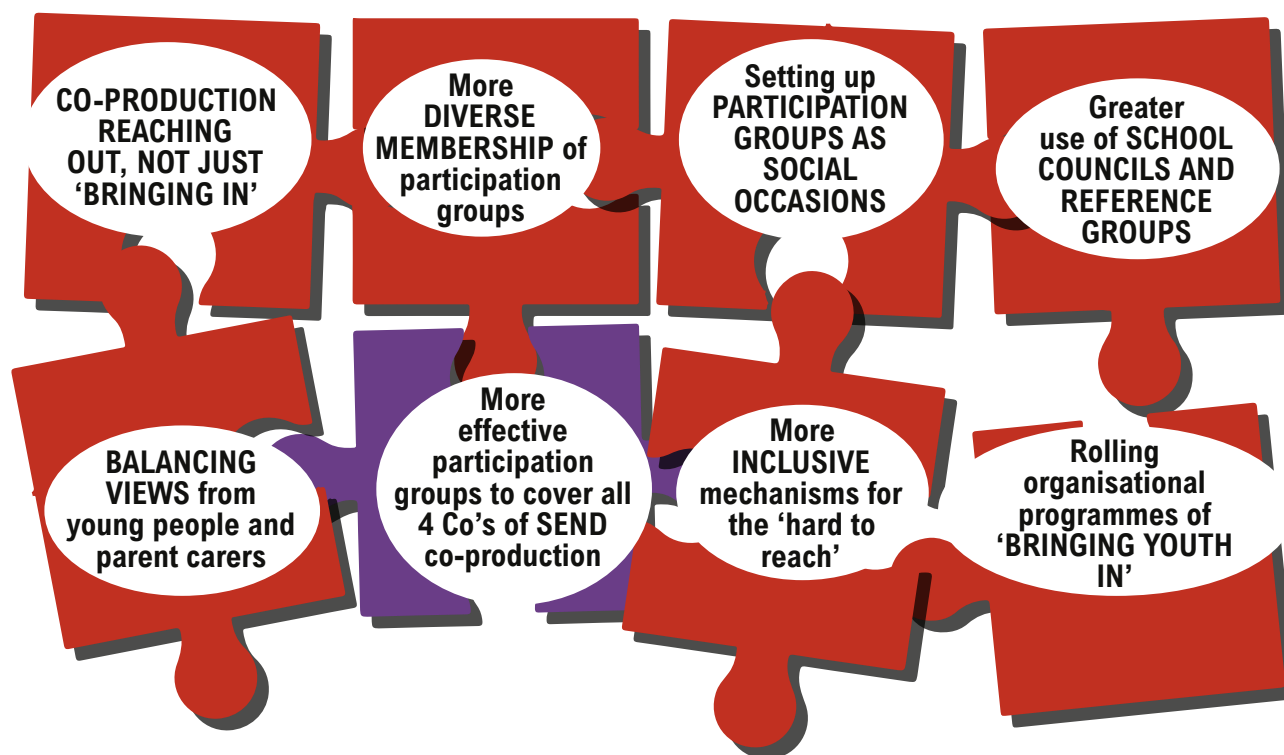 CO-PRODUCTION
REACHING
OUT, NOT JUST
‘BRINGING IN’
More
DIVERSE
MEMBERSHIP of
participation
groups
Setting up
PARTICIPATION
GROUPS AS
SOCIAL
OCCASIONS
Greater
use of SCHOOL
COUNCILS AND
REFERENCE
GROUPS
BALANCING
VIEWS from
young people and
parent carers
More
effective
participation
groups to cover all
4 Co’s of SEND
co-production
More
INCLUSIVE
mechanisms for
the ‘hard to
reach’
Rolling
organisational
programmes of
‘BRINGING YOUTH
IN’